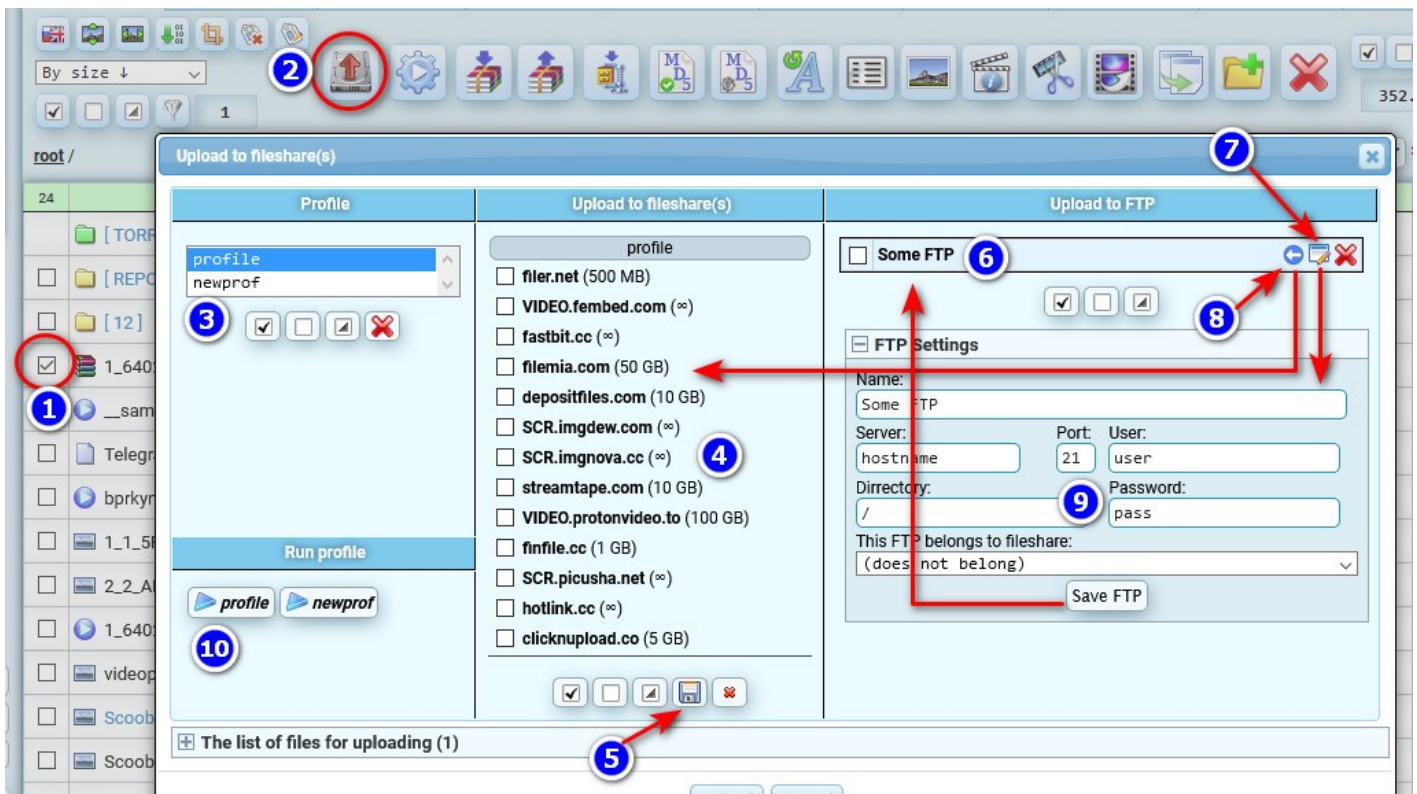 By size ↓
2
1
M D 5
M D 5
352.
root /
Upload to fileshare(s)
7
24
Profile
Upload to fileshare(s)
Upload to FTP
[ TORR
[ REPO
[ 12 ]
1_640
__sam
Telegr
bprkyr
2_2_A
1_640
videop
Scoob
Scoob
1
profile
newprof
3
Run profile
profile
newprof
10
profile
filer.net (500 MB)
VIDEO.fembed.com (∞)
fastbit.cc (∞)
filemia.com (50 GB)
depositfiles.com (10 GB)
SCR.imgdew.com (∞)
SCR.imgnova.cc (∞)
4
streamtape.com (10 GB)
VIDEO.protonvideo.to (100 GB)
finfile.cc (1 GB)
SCR.picusha.net (∞)
hotlink.cc (∞)
clicknupload.co (5 GB)
5
Some FTP
6
8
FTP Settings
Name:
Some FTP
Server: Port: User:
hostname 21 user
Dirrectory: Password:
/ 9 pass
This FTP belongs to fileshare:
(does not belong)
Save FTP
The list of files for uploading (1)